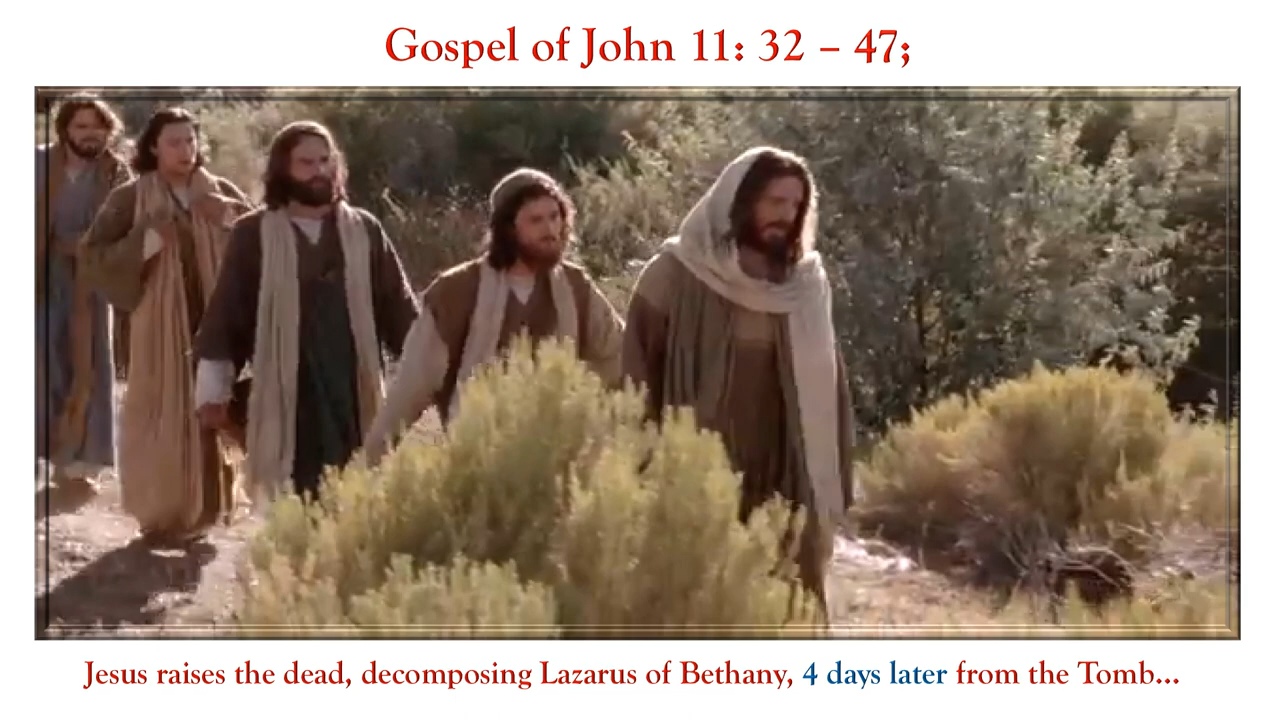 Gospel of John 11: 32 – 47;
Jesus raises the dead, decomposing Lazarus of Bethany, 4 days later from the Tomb...